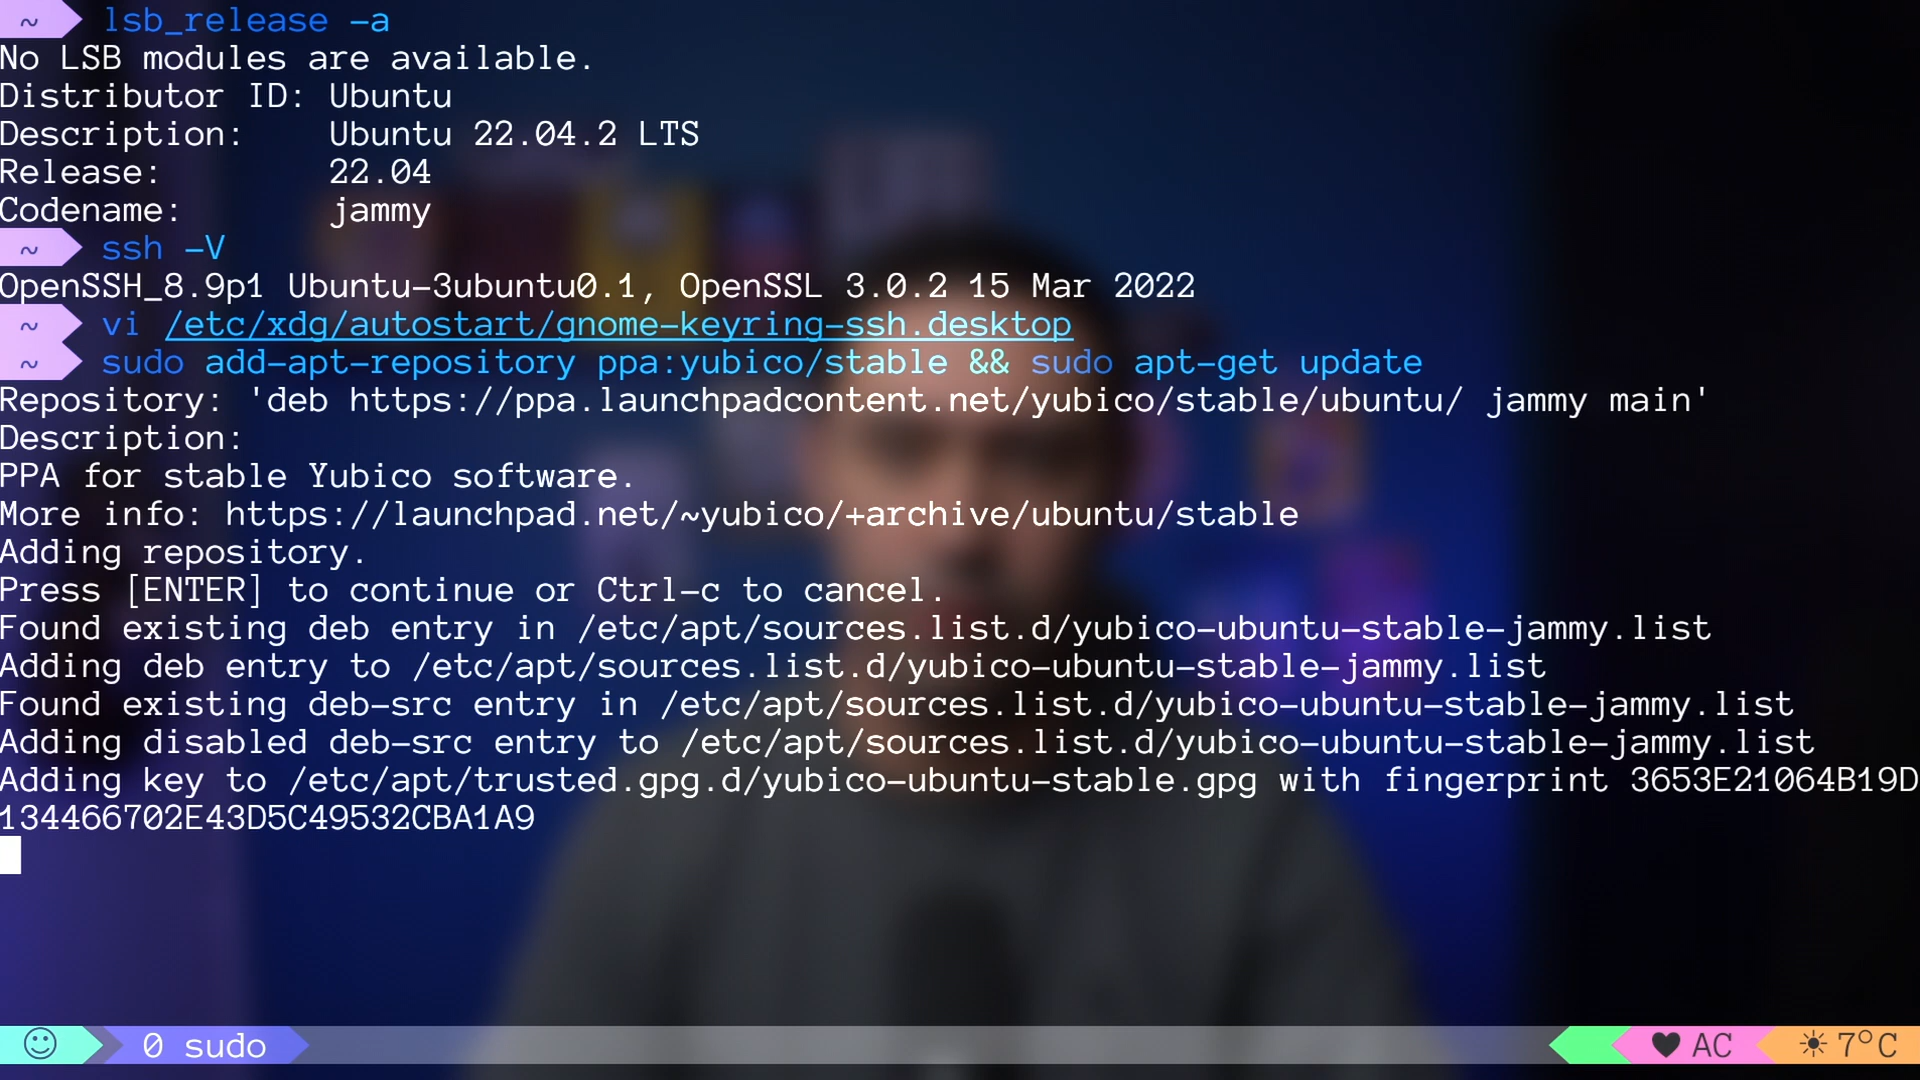 ~ lsb_release -a
No LSB modules are available.
Distributor ID: Ubuntu
Description:    Ubuntu 22.04.2 LTS
Release:        22.04
Codename:       jammy
~ ssh -V
OpenSSH_8.9p1 Ubuntu-3ubuntu0.1, OpenSSL 3.0.2 15 Mar 2022
~ vi /etc/xdg/autostart/gnome-keyring-ssh.desktop
~ sudo add-apt-repository ppa:yubico/stable && sudo apt-get update
Repository: 'deb https://ppa.launchpadcontent.net/yubico/stable/ubuntu/ jammy main'
Description:
PPA for stable Yubico software.
More info: https://launchpad.net/~yubico/+archive/ubuntu/stable
Adding repository.
Press [ENTER] to continue or Ctrl-c to cancel.
Found existing deb entry in /etc/apt/sources.list.d/yubico-ubuntu-stable-jammy.list
Adding deb entry to /etc/apt/sources.list.d/yubico-ubuntu-stable-jammy.list
Found existing deb-src entry in /etc/apt/sources.list.d/yubico-ubuntu-stable-jammy.list
Adding disabled deb-src entry to /etc/apt/sources.list.d/yubico-ubuntu-stable-jammy.list
Adding key to /etc/apt/trusted.gpg.d/yubico-ubuntu-stable.gpg with fingerprint 3653E21064B19D
134466702E43D5C49532CBA1A9
☺ 0 sudo ♥ AC ☀ 7°C